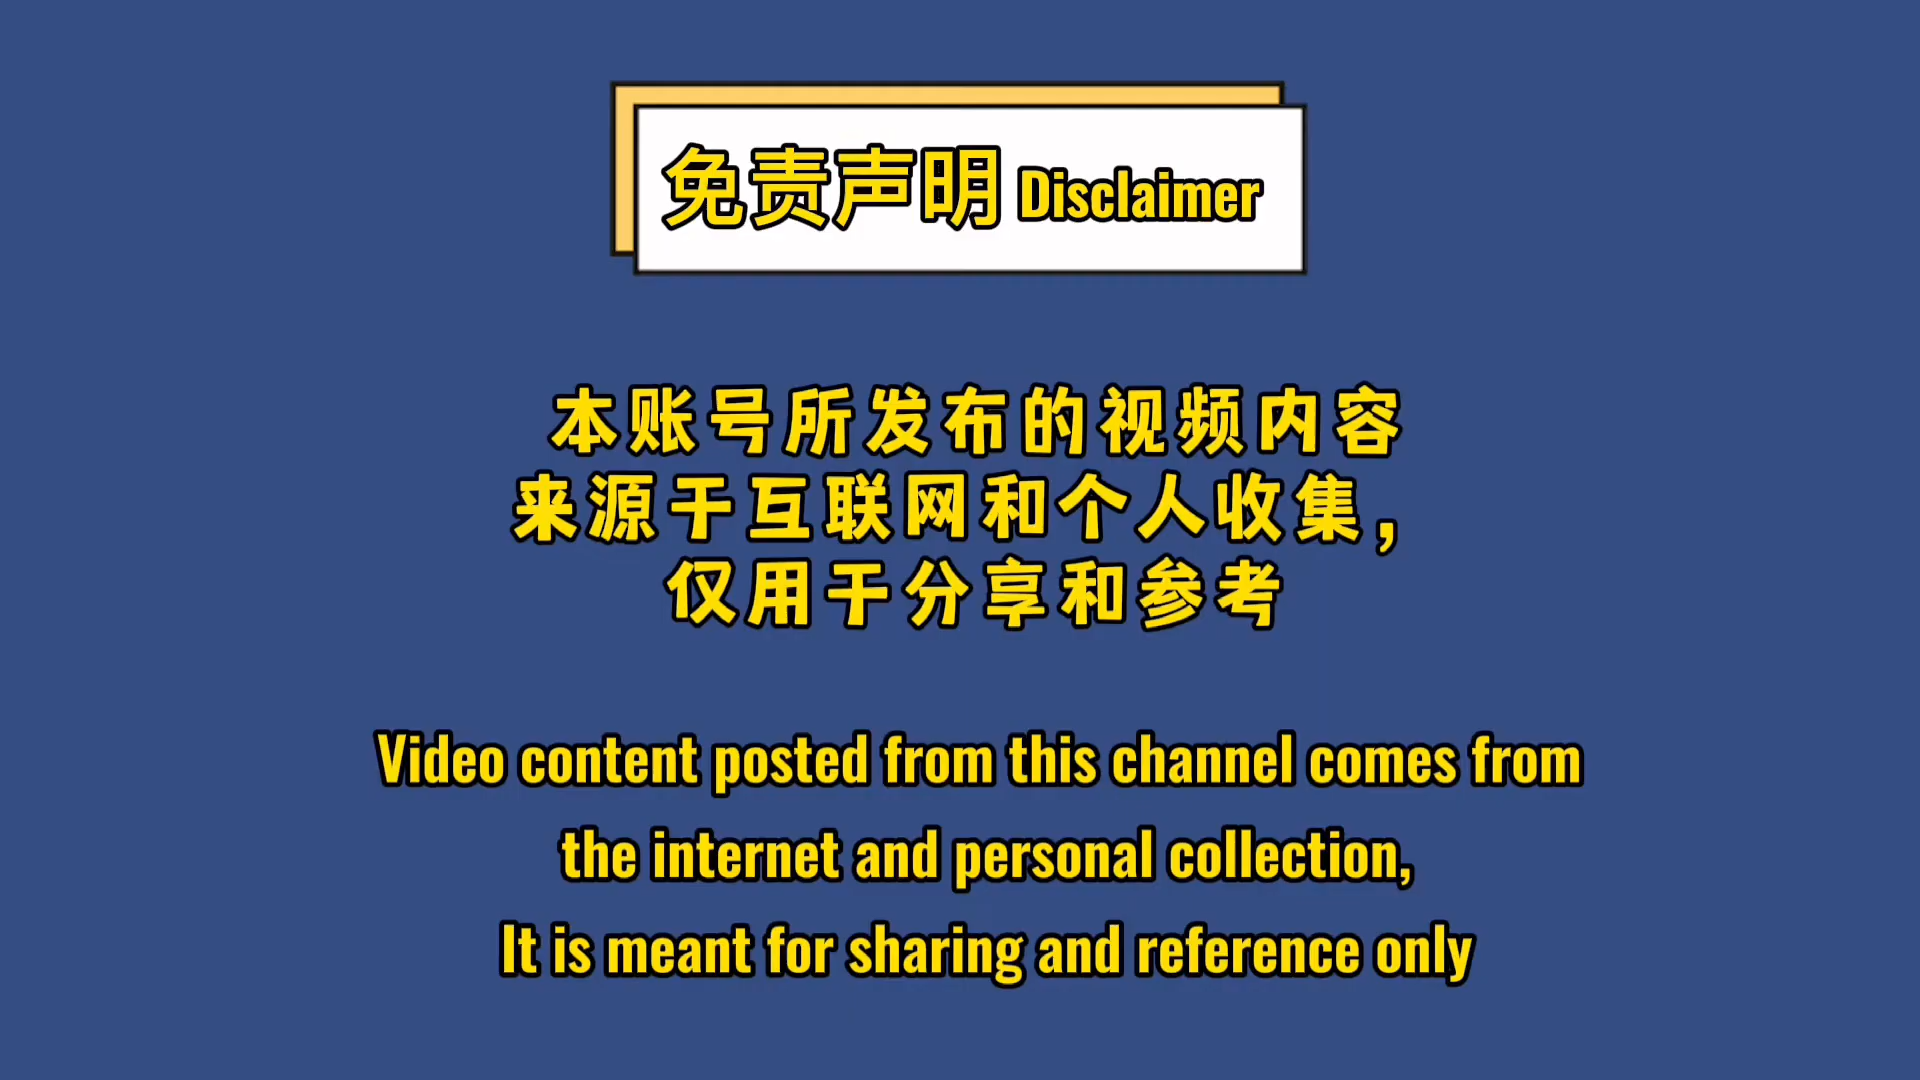 免责声明 Disclaimer
本账号所发布的视频内容
来源于互联网和个人收集，
仅用于分享和参考
Video content posted from this channel comes from
the internet and personal collection,
It is meant for sharing and reference only